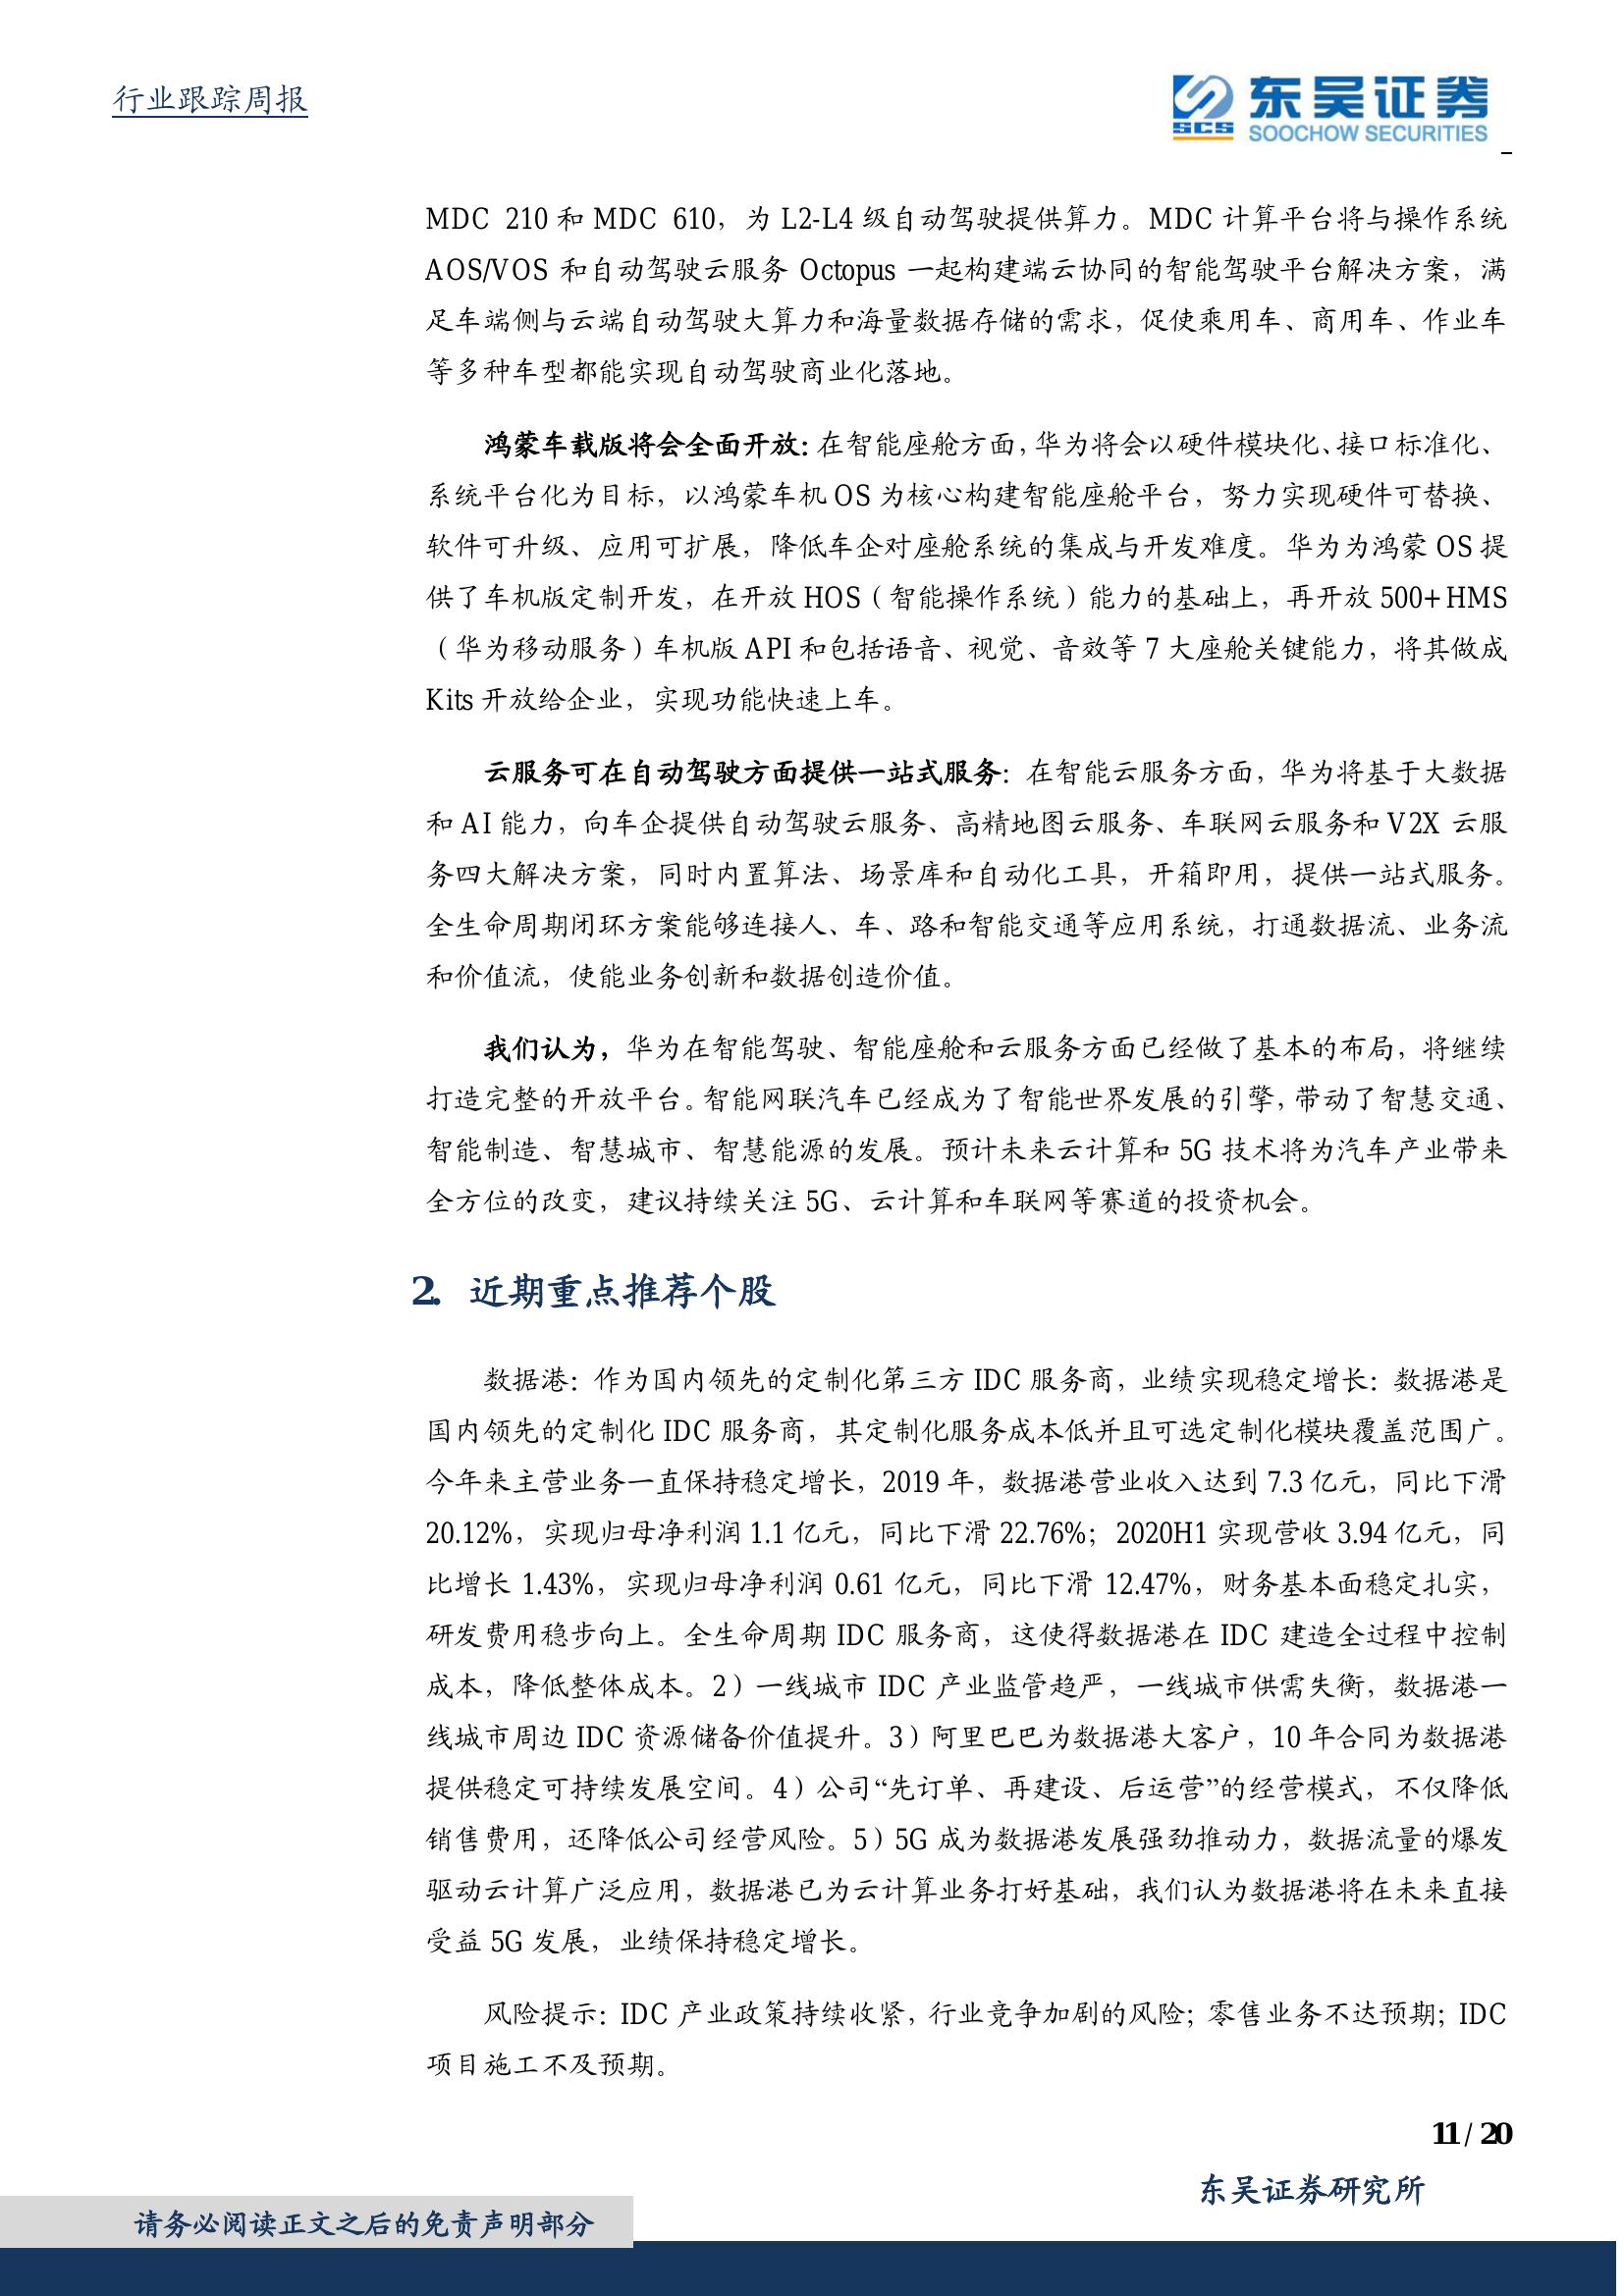 行业跟踪周报
SCS 东吴证券
SOOCHOW SECURITIES
MDC 210 和 MDC 610，为 L2-L4 级自动驾驶提供算力。MDC 计算平台将与操作系统
AOS/VOS 和自动驾驶云服务 Octopus 一起构建端云协同的智能驾驶平台解决方案，满
足车端侧与云端自动驾驶大算力和海量数据存储的需求，促使乘用车、商用车、作业车
等多种车型都能实现自动驾驶商业化落地。
鸿蒙车载版将会全面开放：在智能座舱方面，华为将会以硬件模块化、接口标准化、
系统平台化为目标，以鸿蒙车机 OS 为核心构建智能座舱平台，努力实现硬件可替换、
软件可升级、应用可扩展，降低车企对座舱系统的集成与开发难度。华为为鸿蒙 OS 提
供了车机版定制开发，在开放 HOS（智能操作系统）能力的基础上，再开放 500+ HMS
（华为移动服务）车机版 API 和包括语音、视觉、音效等 7 大座舱关键能力，将其做成
Kits 开放给企业，实现功能快速上车。
云服务可在自动驾驶方面提供一站式服务：在智能云服务方面，华为将基于大数据
和 AI 能力，向车企提供自动驾驶云服务、高精地图云服务、车联网云服务和 V2X 云服
务四大解决方案，同时内置算法、场景库和自动化工具，开箱即用，提供一站式服务。
全生命周期闭环方案能够连接人、车、路和智能交通等应用系统，打通数据流、业务流
和价值流，使能业务创新和数据创造价值。
我们认为，华为在智能驾驶、智能座舱和云服务方面已经做了基本的布局，将继续
打造完整的开放平台。智能网联汽车已经成为了智能世界发展的引擎，带动了智慧交通、
智能制造、智慧城市、智慧能源的发展。预计未来云计算和 5G 技术将为汽车产业带来
全方位的改变，建议持续关注 5G、云计算和车联网等赛道的投资机会。
2. 近期重点推荐个股
数据港：作为国内领先的定制化第三方 IDC 服务商，业绩实现稳定增长：数据港是
国内领先的定制化 IDC 服务商，其定制化服务成本低并且可选定制化模块覆盖范围广。
今年来主营业务一直保持稳定增长，2019 年，数据港营业收入达到 7.3 亿元，同比下滑
20.12%，实现归母净利润 1.1 亿元，同比下滑 22.76%；2020H1 实现营收 3.94 亿元，同
比增长 1.43%，实现归母净利润 0.61 亿元，同比下滑 12.47%，财务基本面稳定扎实，
研发费用稳步向上。全生命周期 IDC 服务商，这使得数据港在 IDC 建造全过程中控制
成本，降低整体成本。2）一线城市 IDC 产业监管趋严，一线城市供需失衡，数据港一
线城市周边 IDC 资源储备价值提升。3）阿里巴巴为数据港大客户，10 年合同为数据港
提供稳定可持续发展空间。4）公司“先订单、再建设、后运营”的经营模式，不仅降低
销售费用，还降低公司经营风险。5）5G 成为数据港发展强劲推动力，数据流量的爆发
驱动云计算广泛应用，数据港已为云计算业务打好基础，我们认为数据港将在未来直接
受益 5G 发展，业绩保持稳定增长。
风险提示：IDC 产业政策持续收紧，行业竞争加剧的风险；零售业务不达预期；IDC
项目施工不及预期。
11 / 20
东吴证券研究所
请务必阅读正文之后的免责声明部分